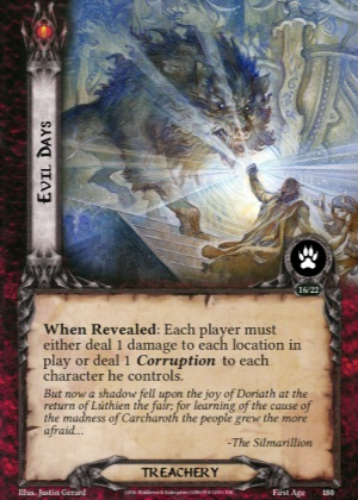 EVIL DAYS
16/22
When Revealed: Each player must
either deal 1 damage to each location in
play or deal 1 Corruption to each
character he controls.
But now a shadow fell upon the joy of Doriath at the
return of Lúthien the fair; for learning of the cause of
the madness of Carcharoth the people grew the more
afraid...
-The Silmarillion
TREACHERY
Illus. Justin Gerard
First Age
180